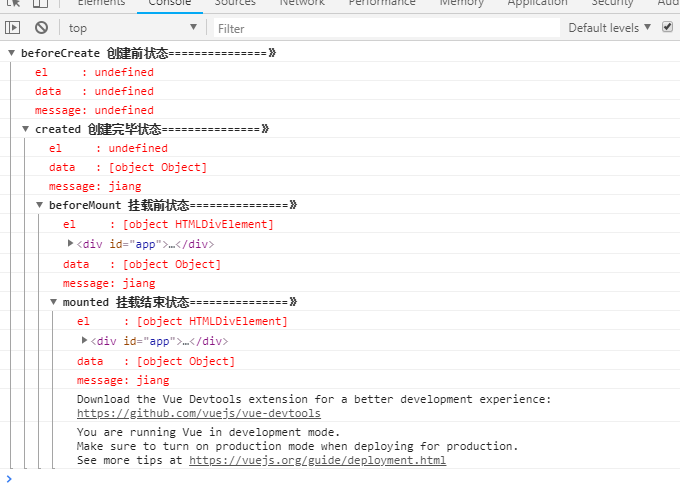 Elements Console Sources Network Performance Memory Application Security Aud
top Filter Default levels
beforeCreate 创建前状态===============》
el : undefined
data : undefined
message: undefined
created 创建完毕状态===============》
el : undefined
data : [object Object]
message: jiang
beforeMount 挂载前状态===============》
el : [object HTMLDivElement]
<div id="app">…</div>
data : [object Object]
message: jiang
mounted 挂载结束状态===============》
el : [object HTMLDivElement]
<div id="app">…</div>
data : [object Object]
message: jiang
Download the Vue Devtools extension for a better development experience:
https://github.com/vuejs/vue-devtools
You are running Vue in development mode.
Make sure to turn on production mode when deploying for production.
See more tips at https://vuejs.org/guide/deployment.html